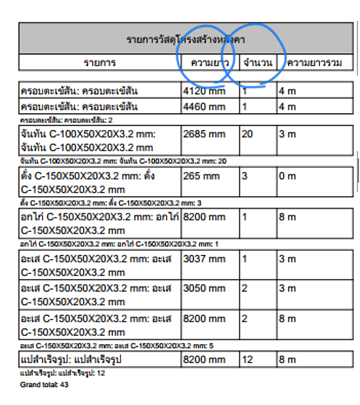 รายการวัสดุโครงสร้างหลังคา
รายการ ความยาว จำนวน ความยาวรวม
ครอบตะเข้สัน: ครอบตะเข้สัน 4120 mm 1 4 m
ครอบตะเข้สัน: ครอบตะเข้สัน 4460 mm 1 4 m
ครอบตะเข้สัน: ครอบตะเข้สัน: 2
จันทัน C-100X50X20X3.2 mm: 2685 mm 20 3 m
จันทัน C-100X50X20X3.2 mm
จันทัน C-100X50X20X3.2 mm: จันทัน C-100X50X20X3.2 mm: 20
ดั้ง C-150X50X20X3.2 mm: ดั้ง 265 mm 3 0 m
C-150X50X20X3.2 mm
ดั้ง C-150X50X20X3.2 mm: ดั้ง C-150X50X20X3.2 mm: 3
อกไก่ C-150X50X20X3.2 mm: อกไก่ 8200 mm 1 8 m
C-150X50X20X3.2 mm
อกไก่ C-150X50X20X3.2 mm: อกไก่ C-150X50X20X3.2 mm: 1
อะเส C-150X50X20X3.2 mm: อะเส 3037 mm 1 3 m
C-150X50X20X3.2 mm
อะเส C-150X50X20X3.2 mm: อะเส 3050 mm 2 3 m
C-150X50X20X3.2 mm
อะเส C-150X50X20X3.2 mm: อะเส 8200 mm 2 8 m
C-150X50X20X3.2 mm
อะเส C-150X50X20X3.2 mm: อะเส C-150X50X20X3.2 mm: 5
แปสำเร็จรูป: แปสำเร็จรูป 8200 mm 12 8 m
แปสำเร็จรูป: แปสำเร็จรูป: 12
Grand total: 43